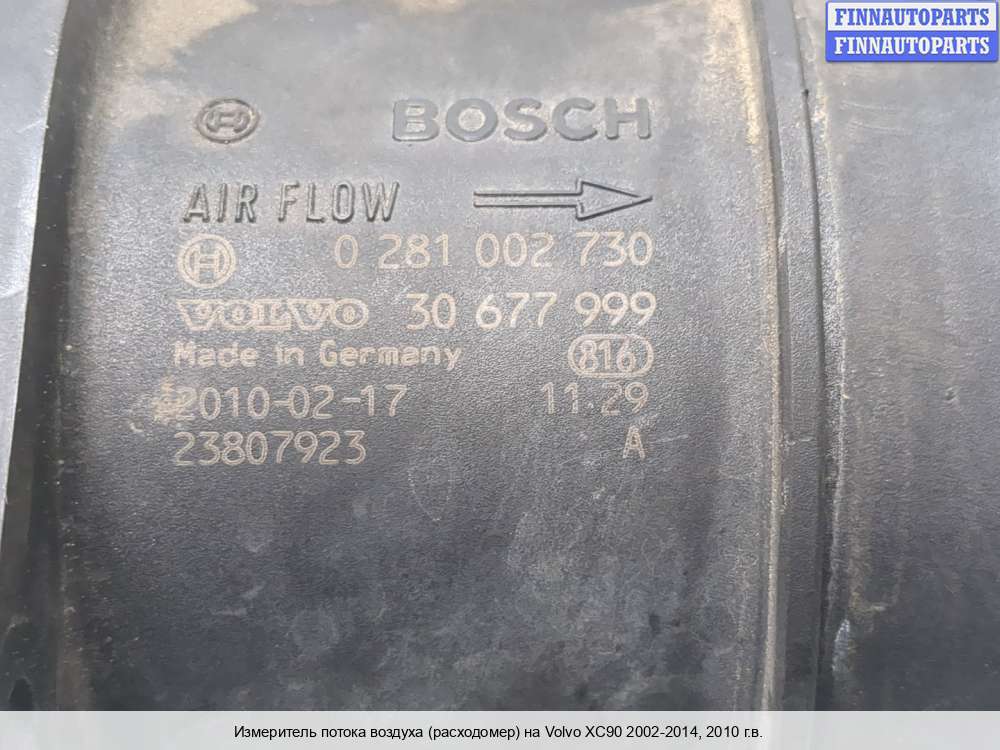 FINNAUTOPARTS
FINNAUTOPARTS
BOSCH
AIR FLOW
0 281 002 730
VOLVO 30 677 999
Made in Germany 816
2010-02-17 11:29
23807923 A
Измеритель потока воздуха (расходомер) на Volvo XC90 2002-2014, 2010 г.в.